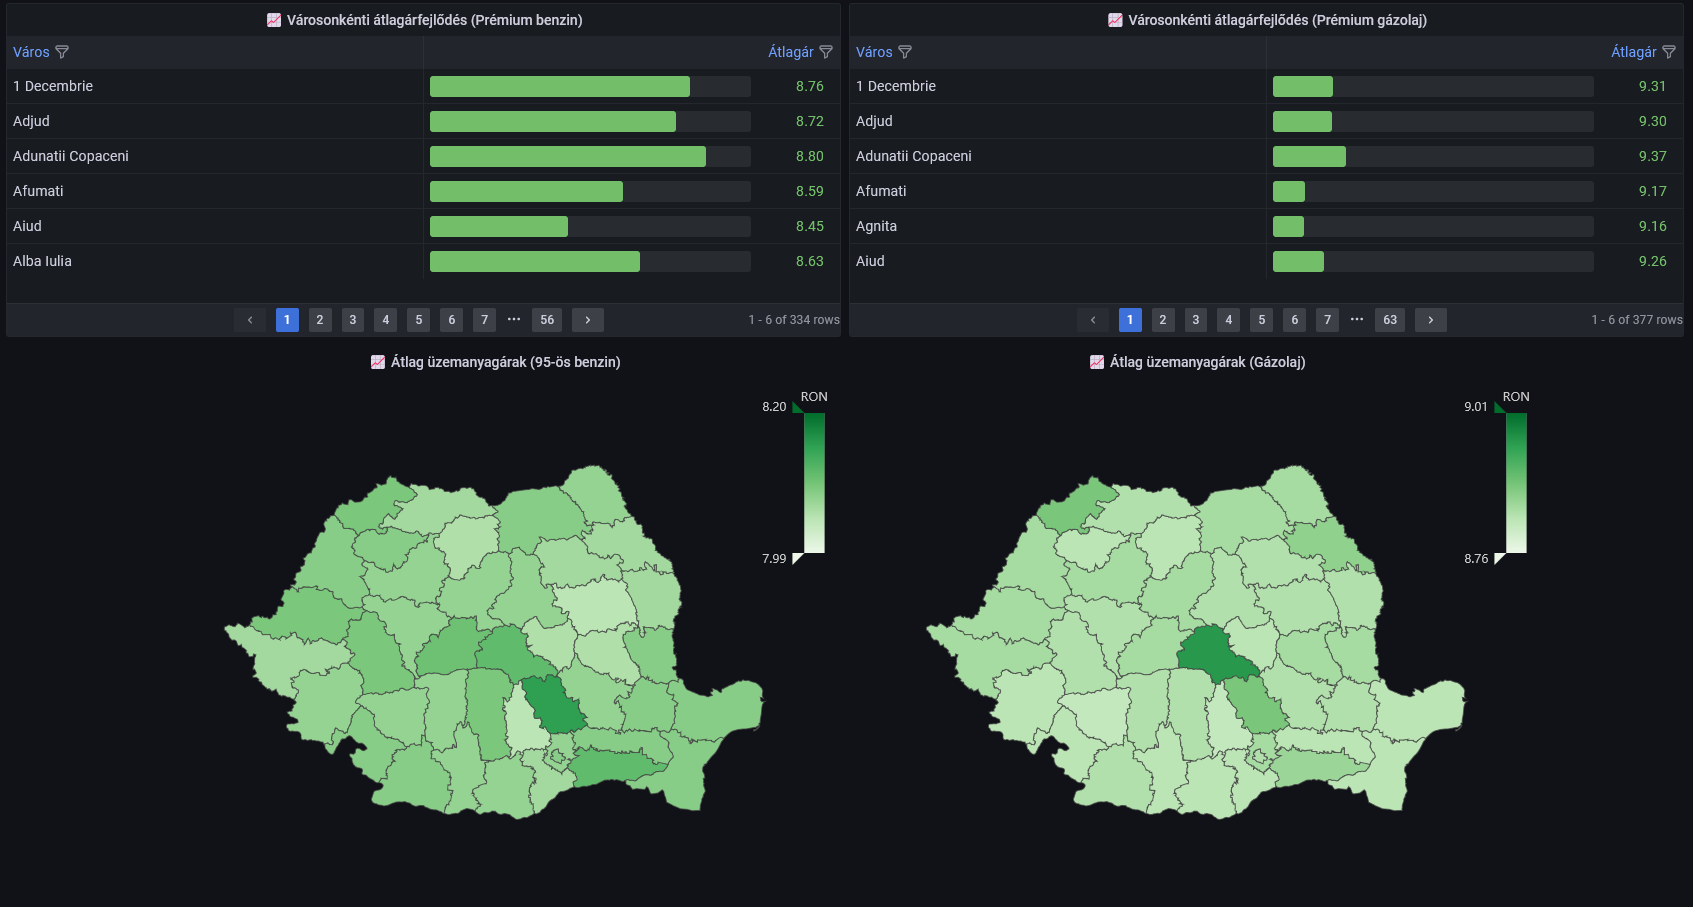 Városonkénti átlagárfejlődés (Prémium benzin)
Város Átlagár
1 Decembrie 8.76
Adjud 8.72
Adunatii Copaceni 8.80
Afumati 8.59
Aiud 8.45
Alba Iulia 8.63
1 2 3 4 5 6 7 ··· 56
1 - 6 of 334 rows
Városonkénti átlagárfejlődés (Prémium gázolaj)
Város Átlagár
1 Decembrie 9.31
Adjud 9.30
Adunatii Copaceni 9.37
Afumati 9.17
Agnita 9.16
Aiud 9.26
1 2 3 4 5 6 7 ··· 63
1 - 6 of 377 rows
Átlag üzemanyagárak (95-ös benzin)
RON
8.20
7.99
Átlag üzemanyagárak (Gázolaj)
RON
9.01
8.76